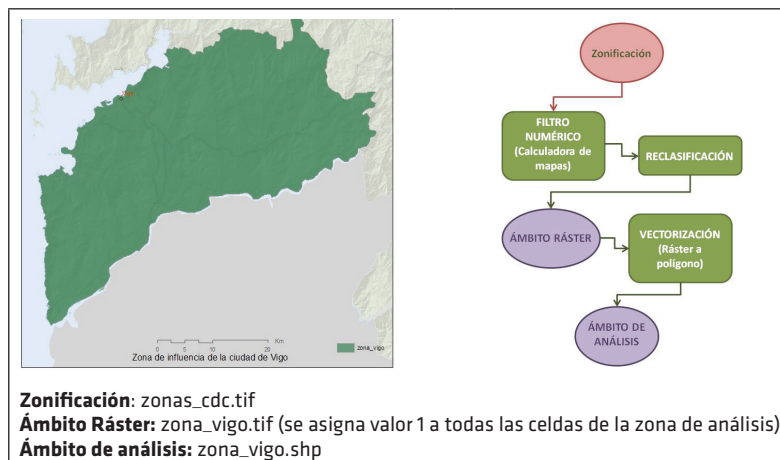 Km
0 5 10 20
Zona de influencia de la ciudad de Vigo
zona_vigo
Zonificación
FILTRO
NUMÉRICO
(Calculadora de
mapas)
RECLASIFICACIÓN
ÁMBITO RÁSTER
VECTORIZACIÓN
(Ráster a
polígono)
ÁMBITO DE
ANÁLISIS
Zonificación: zonas_cdc.tif
Ámbito Ráster: zona_vigo.tif (se asigna valor 1 a todas las celdas de la zona de análisis)
Ámbito de análisis: zona_vigo.shp